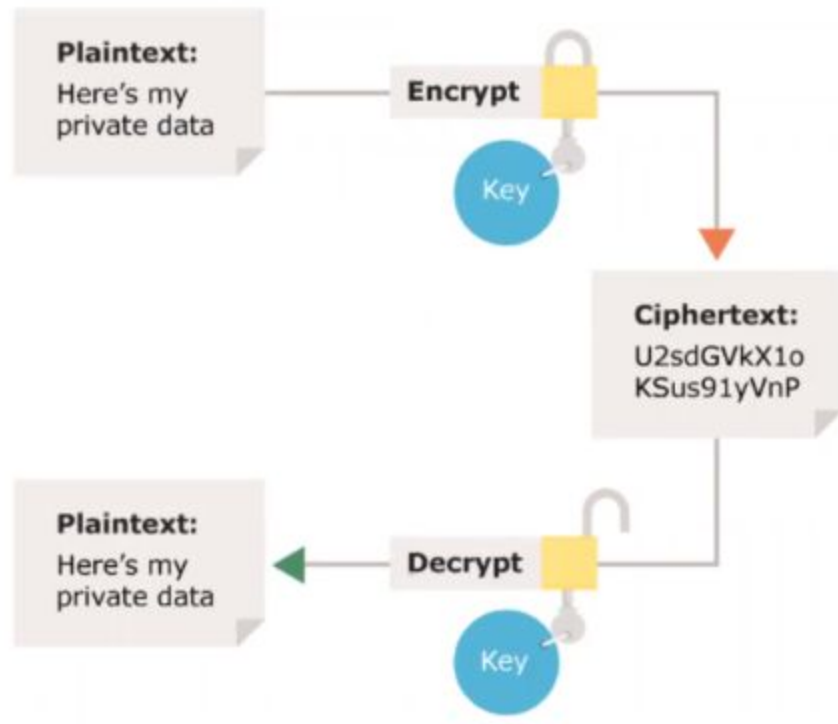 Plaintext:
Here's my
private data
Encrypt
Key
Ciphertext:
U2sdGVkX1o
KSus91yVnP
Plaintext:
Here's my
private data
Decrypt
Key